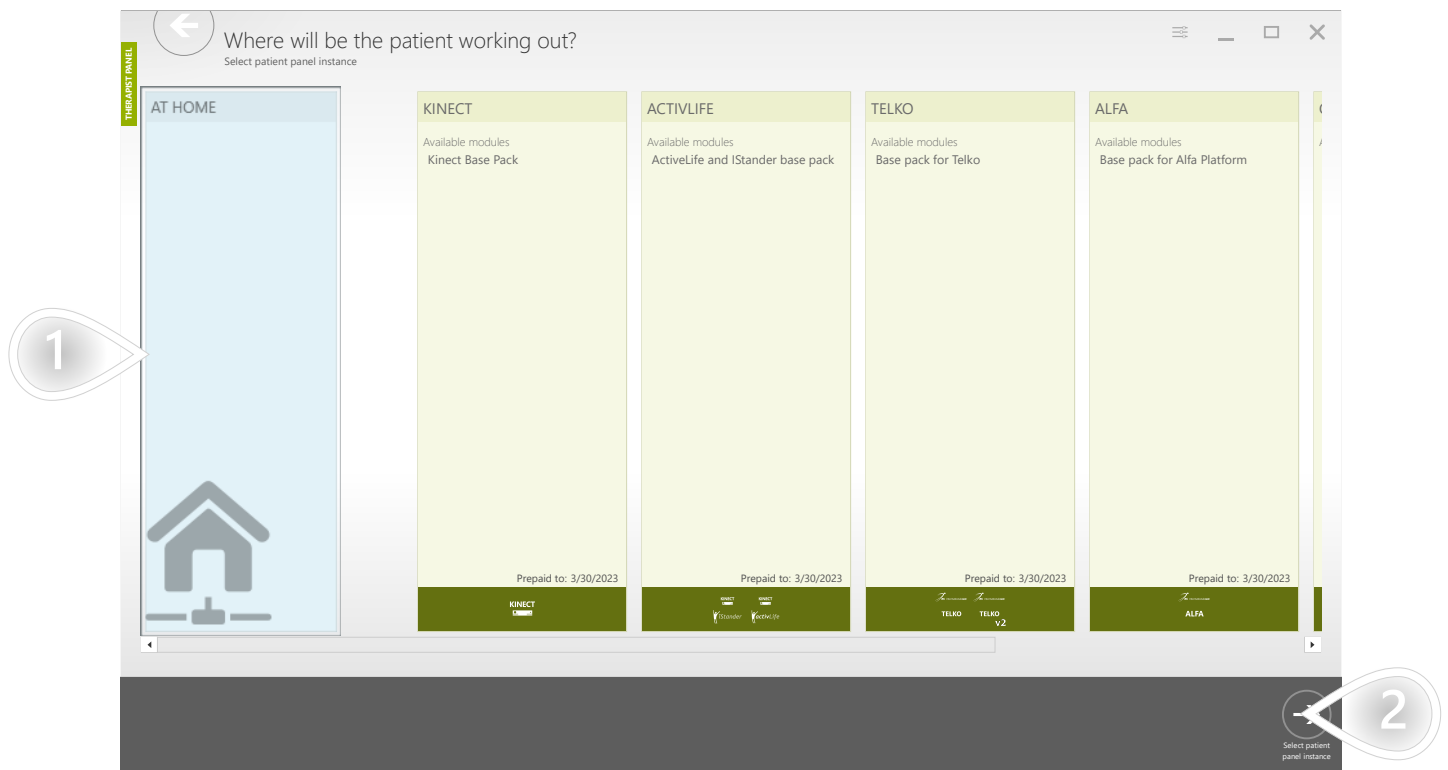 Where will be the patient working out?
Select patient panel instance
THERAPIST PANEL
AT HOME
KINECT
Available modules
Kinect Base Pack
Prepaid to: 3/30/2023
KINECT
ACTIVLIFE
Available modules
ActiveLife and IStander base pack
Prepaid to: 3/30/2023
KINECT KINECT
IStander activLife
TELKO
Available modules
Base pack for Telko
Prepaid to: 3/30/2023
TELKO TELKO
v2
ALFA
Available modules
Base pack for Alfa Platform
Prepaid to: 3/30/2023
ALFA
1
2
Select patient
panel instance